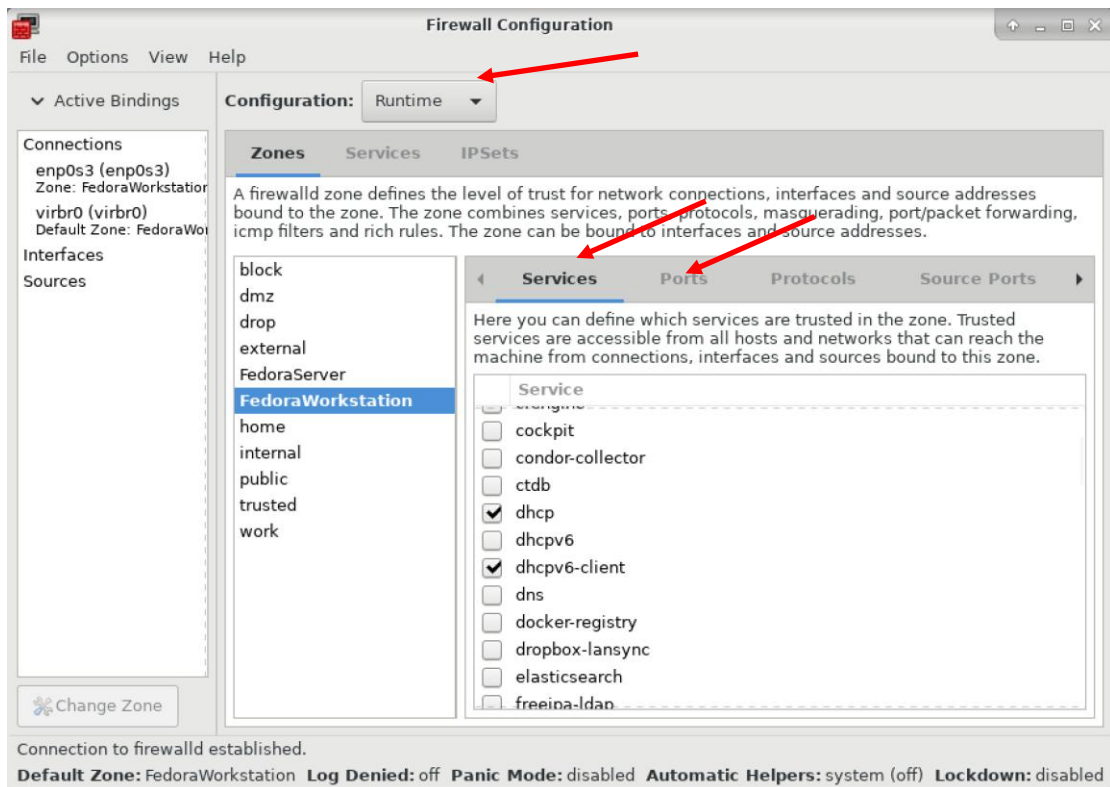 Firewall Configuration
File Options View Help
Active Bindings
Configuration: Runtime
Connections
enp0s3 (enp0s3)
Zone: FedoraWorkstation
virbr0 (virbr0)
Default Zone: FedoraWo
Interfaces
Sources
Change Zone
Zones Services IPSets
A firewalld zone defines the level of trust for network connections, interfaces and source addresses
bound to the zone. The zone combines services, ports, protocols, masquerading, port/packet forwarding,
icmp filters and rich rules. The zone can be bound to interfaces and source addresses.
block
dmz
drop
external
FedoraServer
FedoraWorkstation
home
internal
public
trusted
work
Services Ports Protocols Source Ports
Here you can define which services are trusted in the zone. Trusted
services are accessible from all hosts and networks that can reach the
machine from connections, interfaces and sources bound to this zone.
Service
cockpit
condor-collector
ctdb
dhcp
dhcpv6
dhcpv6-client
dns
docker-registry
dropbox-lansync
elasticsearch
freeipa-ldap
Connection to firewalld established.
Default Zone: FedoraWorkstation Log Denied: off Panic Mode: disabled Automatic Helpers: system (off) Lockdown: disabled